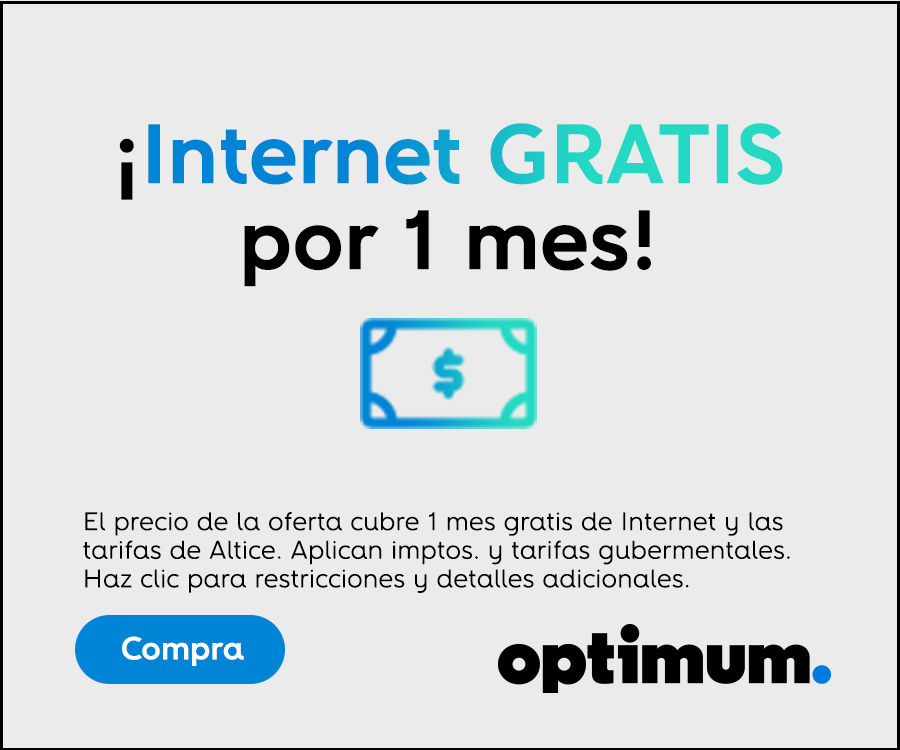 ¡Internet GRATIS
por 1 mes!
$
El precio de la oferta cubre 1 mes gratis de Internet y las
tarifas de Altice. Aplican imptos. y tarifas gubermentales.
Haz clic para restricciones y detalles adicionales.
Compra
optimum.